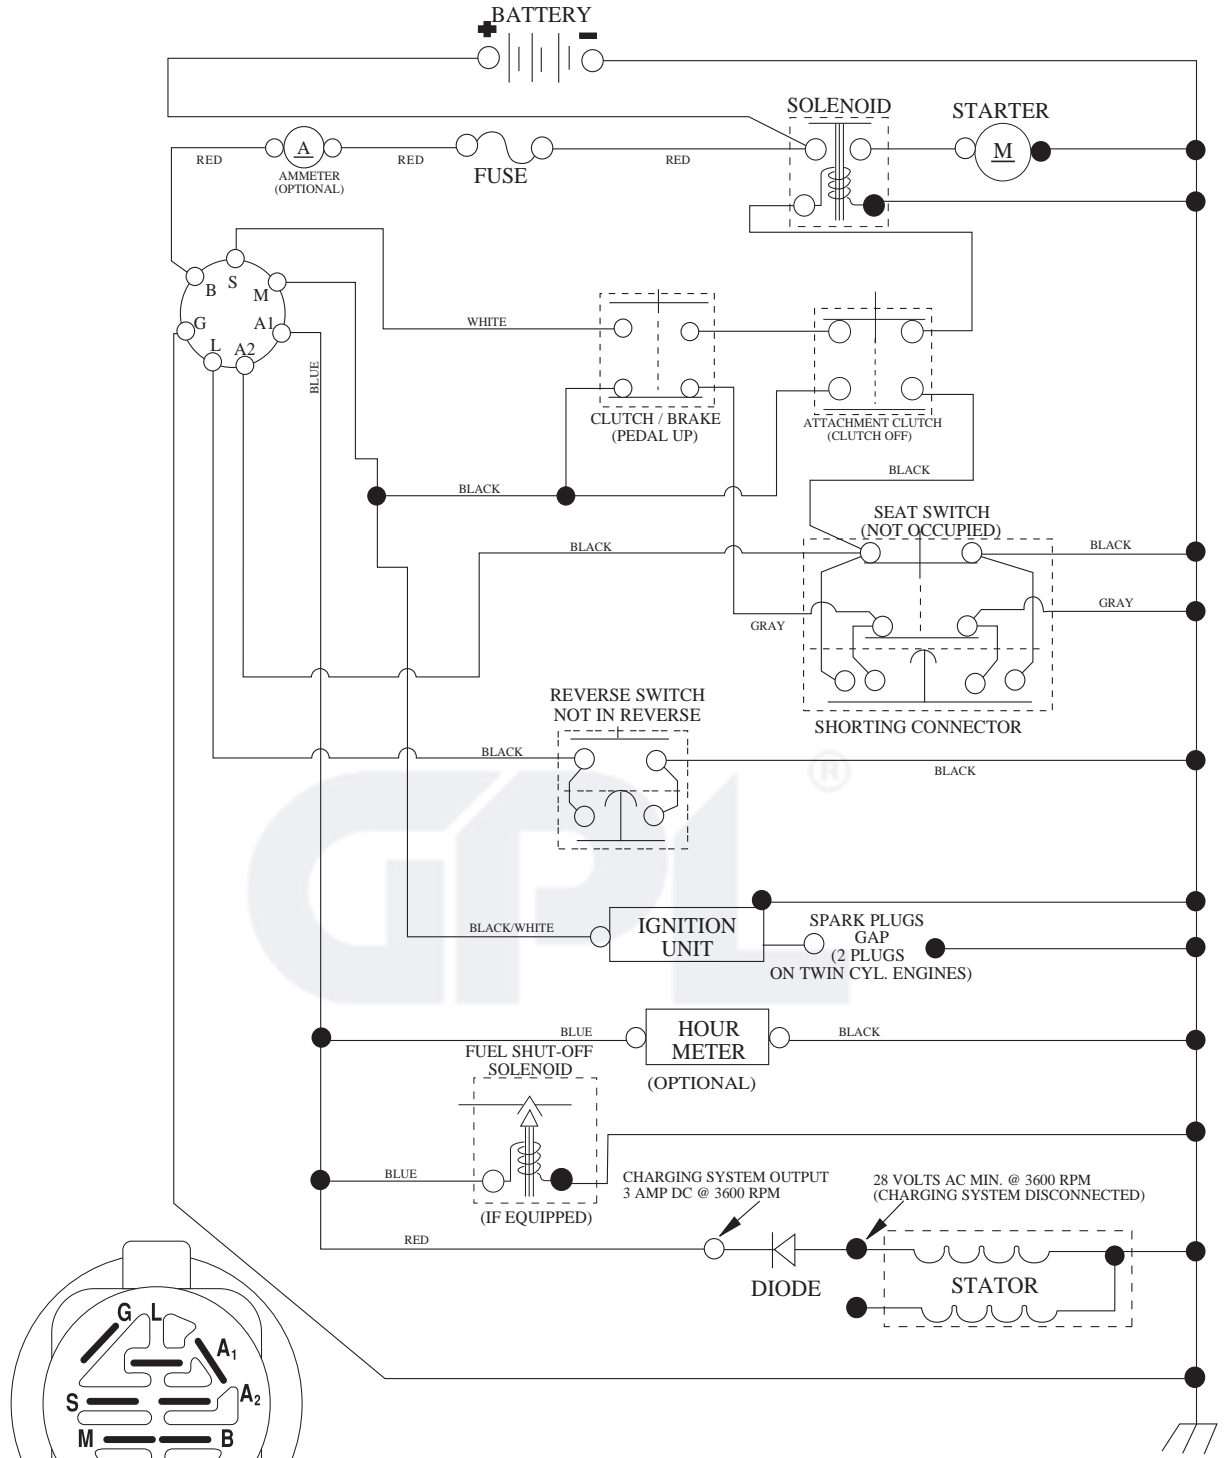 BATTERY
SOLENOID
STARTER
RED
A
RED
FUSE
RED
M
AMMETER
(OPTIONAL)
B
S
M
G
A1
L
A2
WHITE
BLUE
CLUTCH / BRAKE
(PEDAL UP)
ATTACHMENT CLUTCH
(CLUTCH OFF)
BLACK
BLACK
SEAT SWITCH
(NOT OCCUPIED)
BLACK
BLACK
GRAY
GRAY
SHORTING CONNECTOR
REVERSE SWITCH
NOT IN REVERSE
BLACK
BLACK
GPL ®
BLACK/WHITE
IGNITION
UNIT
SPARK PLUGS
GAP
(2 PLUGS
ON TWIN CYL. ENGINES)
BLUE
HOUR
METER
BLACK
(OPTIONAL)
FUEL SHUT-OFF
SOLENOID
BLUE
(IF EQUIPPED)
CHARGING SYSTEM OUTPUT
3 AMP DC @ 3600 RPM
28 VOLTS AC MIN. @ 3600 RPM
(CHARGING SYSTEM DISCONNECTED)
RED
DIODE
STATOR
G L
A1
S
A2
M
B